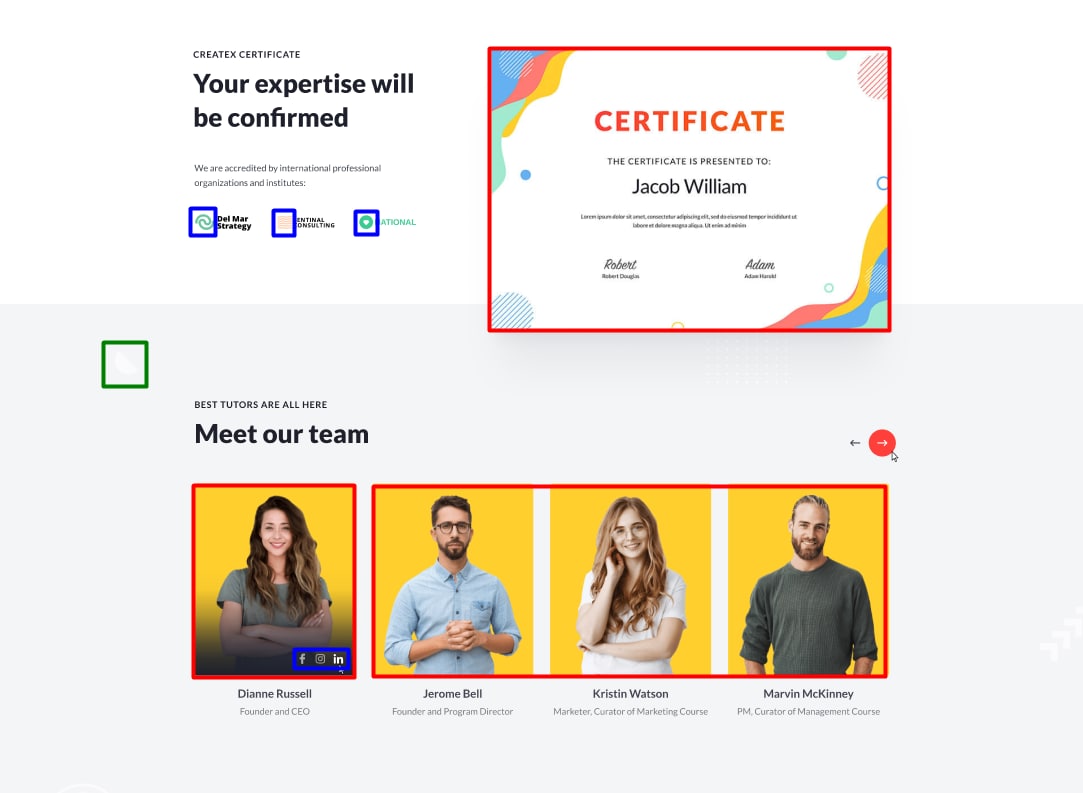 CREATEX CERTIFICATE
Your expertise will
be confirmed
We are accredited by international professional
organizations and institutes:
Del Mar
Strategy
ENTINAL
ONSULTING
ATIONAL
CERTIFICATE
THE CERTIFICATE IS PRESENTED TO:
Jacob William
Lorem ipsum dolor sit amet, consectetur adipiscing elit, sed do eiusmod tempor incididunt ut
labore et dolore magna aliqua. Ut enim ad minim
Robert
Robert Douglas
Adam
Adam Harold
BEST TUTORS ARE ALL HERE
Meet our team
f
in
Dianne Russell
Founder and CEO
Jerome Bell
Founder and Program Director
Kristin Watson
Marketer, Curator of Marketing Course
Marvin McKinney
PM, Curator of Management Course